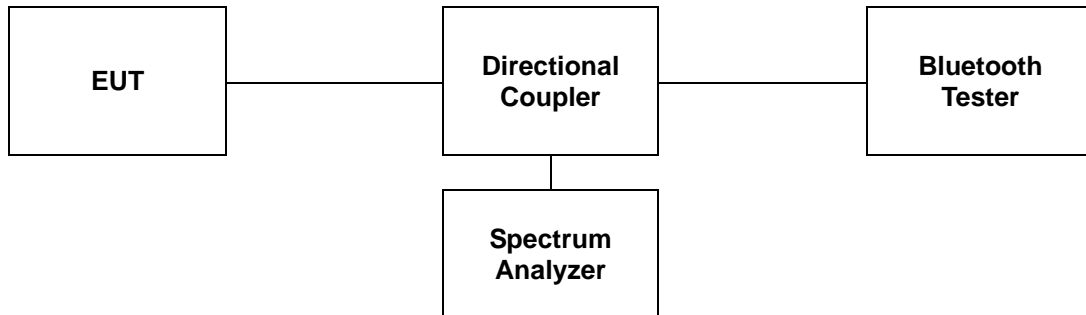 EUT
Directional
Coupler
Bluetooth
Tester
Spectrum
Analyzer